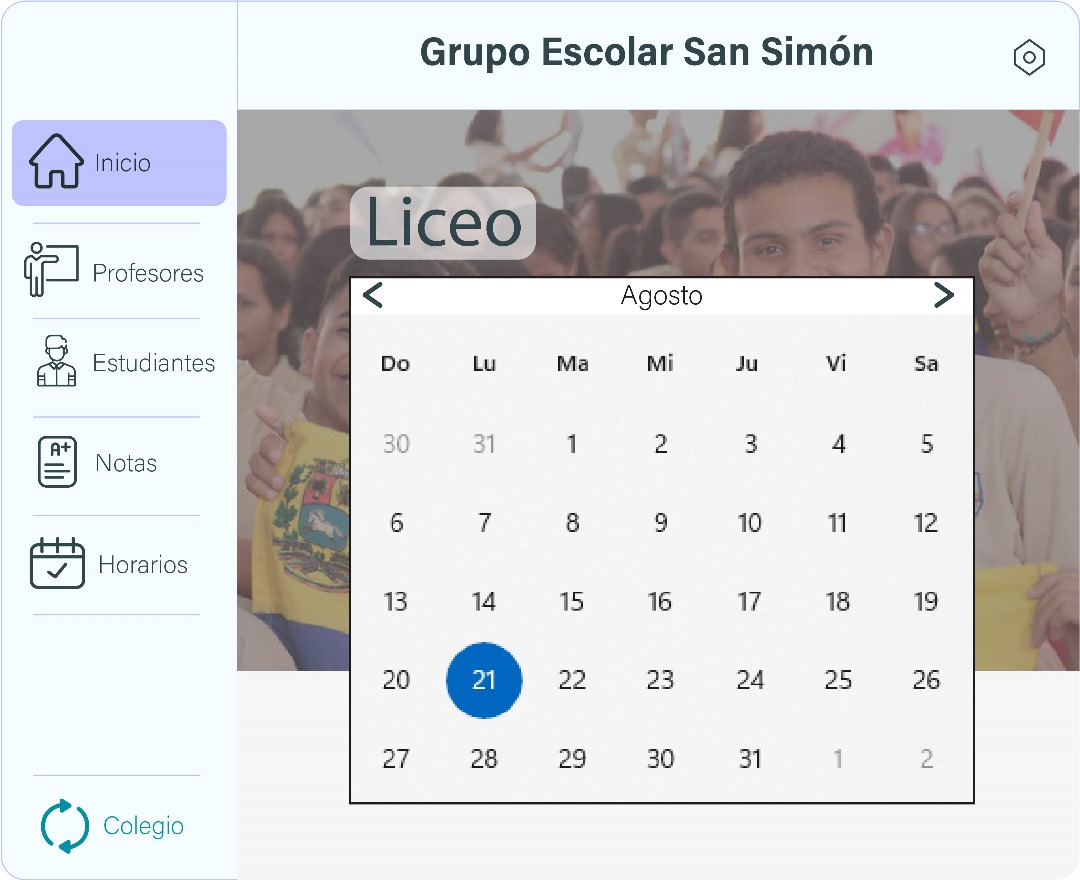 Grupo Escolar San Simón
Inicio
Profesores
Estudiantes
Notas
Horarios
Colegio
Liceo
< Agosto >
Do Lu Ma Mi Ju Vi Sa
30 31 1 2 3 4 5
6 7 8 9 10 11 12
13 14 15 16 17 18 19
20 21 22 23 24 25 26
27 28 29 30 31 1 2